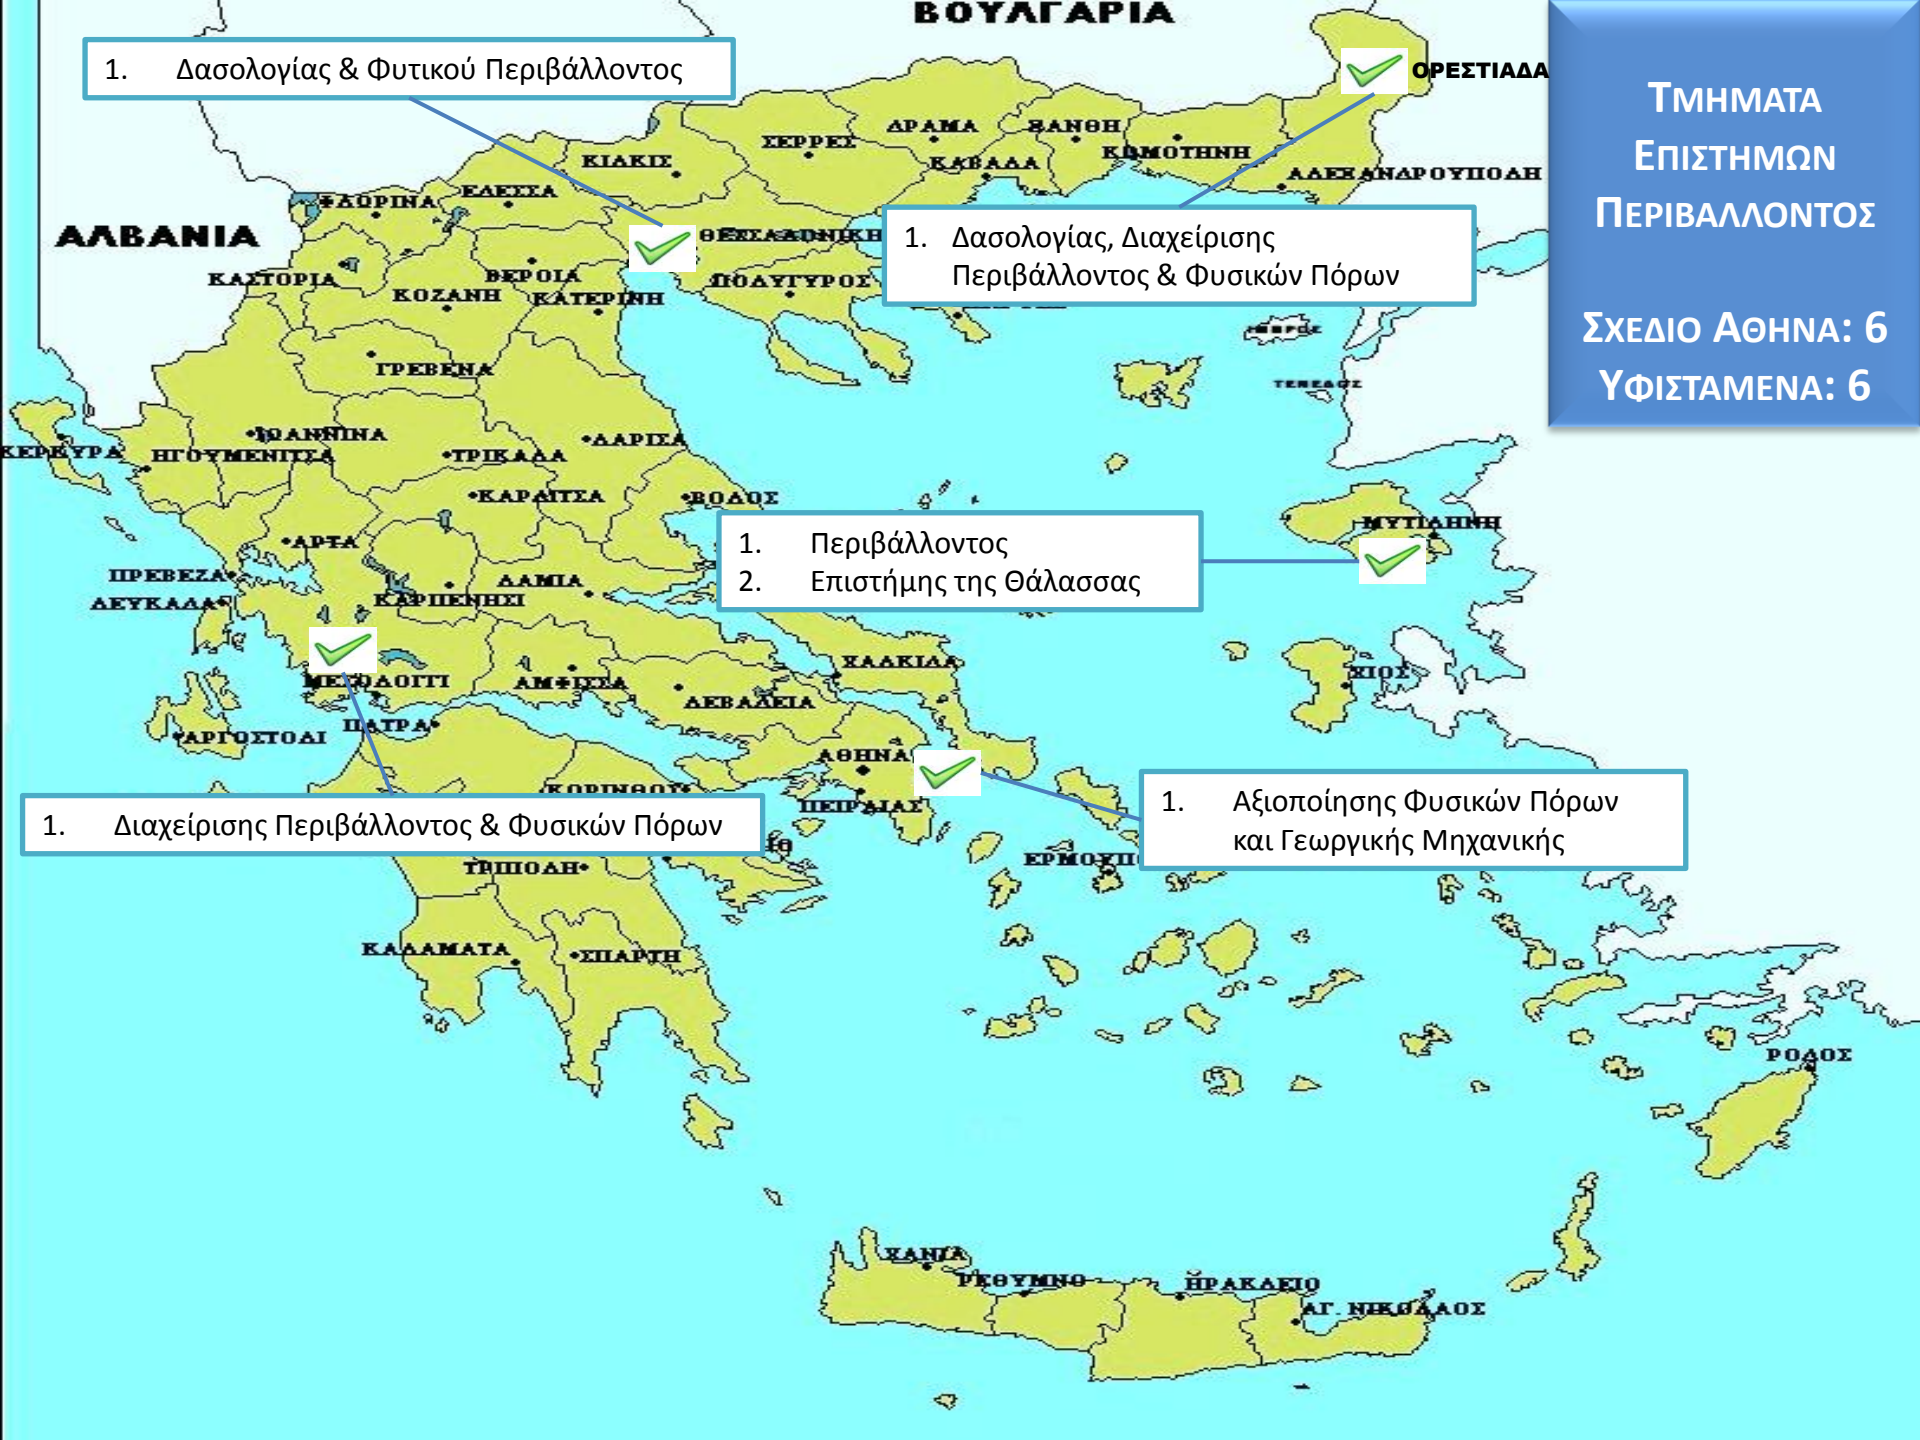 ΒΟΥΛΓΑΡΙΑ
1. Δασολογίας & Φυτικού Περιβάλλοντος
ΟΡΕΣΤΙΑΔΑ
ΤΜΗΜΑΤΑ
ΕΠΙΣΤΗΜΩΝ
ΠΕΡΙΒΑΛΛΟΝΤΟΣ
ΣΧΕΔΙΟ ΑΘΗΝΑ: 6
ΥΦΙΣΤΑΜΕΝΑ: 6
ΔΡΑΜΑ
ΞΑΝΘΗ
ΣΕΡΡΕΣ
ΚΟΜΟΤΗΝΗ
ΚΙΛΚΙΣ
ΚΑΒΑΛΑ
ΑΛΕΞΑΝΔΡΟΥΠΟΛΗ
ΕΔΕΣΣΑ
ΦΛΩΡΙΝΑ
ΑΛΒΑΝΙΑ
ΘΕΣΣΑΛΟΝΙΚΗ
1. Δασολογίας, Διαχείρισης
Περιβάλλοντος & Φυσικών Πόρων
ΚΑΣΤΟΡΙΑ
ΒΕΡΟΙΑ
ΠΟΛΥΓΥΡΟΣ
ΚΟΖΑΝΗ
ΚΑΤΕΡΙΝΗ
ΙΜΒΡΟΣ
ΓΡΕΒΕΝΑ
ΤΕΝΕΔΟΣ
ΙΩΑΝΝΙΝΑ
ΛΑΡΙΣΑ
ΚΕΡΚΥΡΑ
ΗΓΟΥΜΕΝΙΤΣΑ
ΤΡΙΚΑΛΑ
ΚΑΡΔΙΤΣΑ
ΒΟΛΟΣ
ΜΥΤΙΛΗΝΗ
ΑΡΤΑ
1. Περιβάλλοντος
2. Επιστήμης της Θάλασσας
ΠΡΕΒΕΖΑ
ΛΑΜΙΑ
ΛΕΥΚΑΔΑ
ΚΑΡΠΕΝΗΣΙ
ΧΑΛΚΙΔΑ
ΧΙΟΣ
ΜΕΣΟΛΟΓΓΙ
ΑΜΦΙΣΣΑ
ΛΕΒΑΔΕΙΑ
ΠΑΤΡΑ
ΑΡΓΟΣΤΟΛΙ
ΑΘΗΝΑ
ΚΟΡΙΝΘΟΣ
ΠΕΙΡΑΙΑΣ
1. Αξιοποίησης Φυσικών Πόρων
και Γεωργικής Μηχανικής
1. Διαχείρισης Περιβάλλοντος & Φυσικών Πόρων
ΕΡΜΟΥΠΟ
ΤΡΙΠΟΛΗ
ΚΑΛΑΜΑΤΑ
ΣΠΑΡΤΗ
ΡΟΔΟΣ
ΧΑΝΙΑ
ΡΕΘΥΜΝΟ
ΗΡΑΚΛΕΙΟ
ΑΓ. ΝΙΚΟΛΑΟΣ